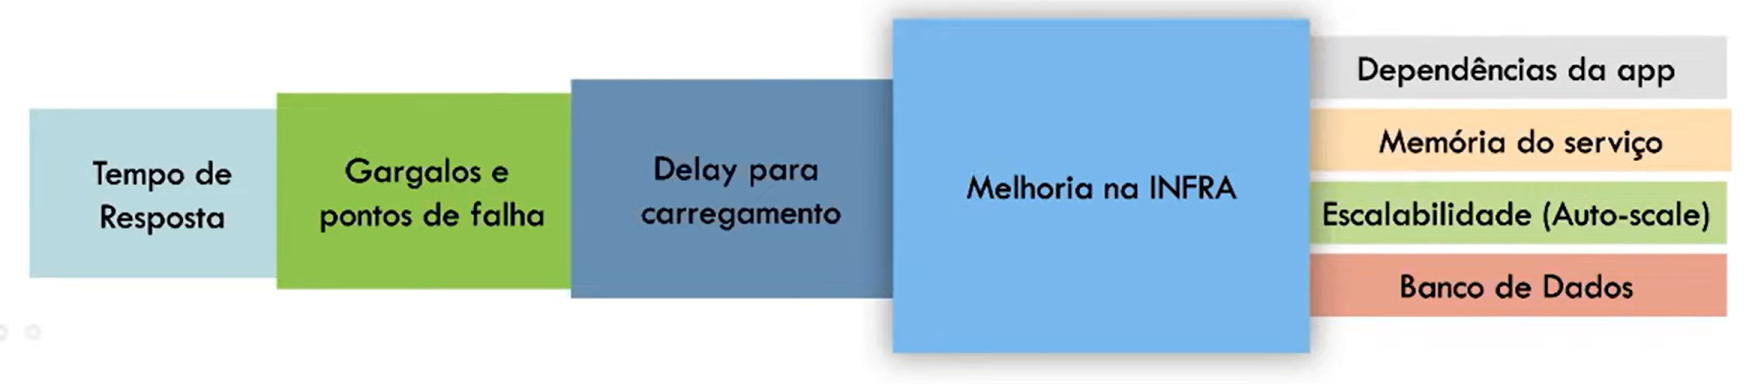 Tempo de
Resposta
Gargalos e
pontos de falha
Delay para
carregamento
Melhoria na INFRA
Dependências da app
Memória do serviço
Escalabilidade (Auto-scale)
Banco de Dados